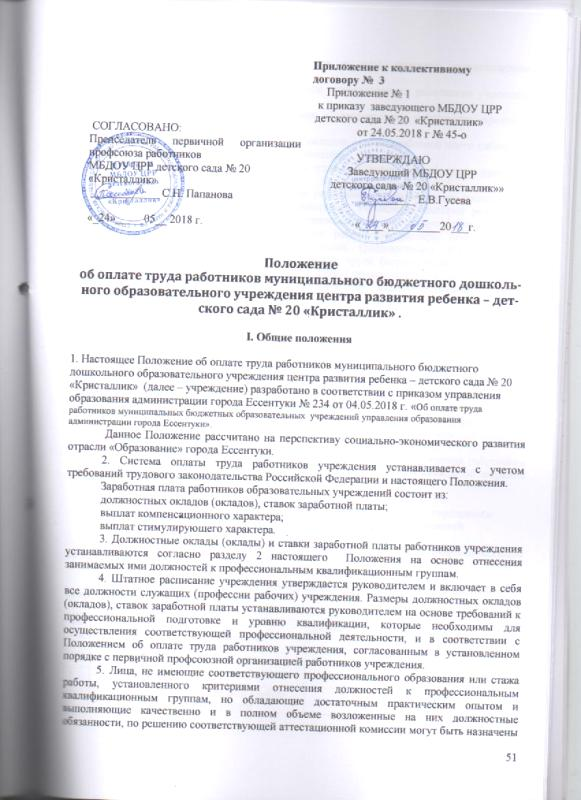 Приложение к коллективному
договору № 3
Приложение № 1
к приказу заведующего МБДОУ ЦРР
детского сада № 20 «Кристаллик»
от 24.05.2018 г № 45-о
СОГЛАСОВАНО:
Председатель первичной организации
профсоюза работников
МБДОУ ЦРР детского сада № 20
«Кристаллик»
С.Н. Папанова
«_24»____05__ 2018 г.
УТВЕРЖДАЮ
Заведующий МБДОУ ЦРР
детского сада № 20 «Кристаллик»»
Е.В.Гусева
«24» 05 2018 г.
Положение
об оплате труда работников муниципального бюджетного дошколь-
ного образовательного учреждения центра развития ребенка – дет-
ского сада № 20 «Кристаллик» .
I. Общие положения
1. Настоящее Положение об оплате труда работников муниципального бюджетного
дошкольного образовательного учреждения центра развития ребенка – детского сада № 20
«Кристаллик» (далее – учреждение) разработано в соответствии с приказом управления
образования администрации города Ессентуки № 234 от 04.05.2018 г. «Об оплате труда
работников муниципальных бюджетных образовательных учреждений управления образования
администрации города Ессентуки».
Данное Положение рассчитано на перспективу социально-экономического развития
отрасли «Образование» города Ессентуки.
2. Система оплаты труда работников учреждения устанавливается с учетом
требований трудового законодательства Российской Федерации и настоящего Положения.
Заработная плата работников образовательных учреждений состоит из:
должностных окладов (окладов), ставок заработной платы;
выплат компенсационного характера;
выплат стимулирующего характера.
3. Должностные оклады (оклады) и ставки заработной платы работников учреждения
устанавливаются согласно разделу 2 настоящего Положения на основе отнесения
занимаемых ими должностей к профессиональным квалификационным группам.
4. Штатное расписание учреждения утверждается руководителем и включает в себя
все должности служащих (профессии рабочих) учреждения. Размеры должностных окладов
(окладов), ставок заработной платы устанавливаются руководителем на основе требований к
профессиональной подготовке и уровню квалификации, которые необходимы для
осуществления соответствующей профессиональной деятельности, и в соответствии с
Положением об оплате труда работников учреждения, согласованным в установленном
порядке с первичной профсоюзной организацией работников учреждения.
5. Лица, не имеющие соответствующего профессионального образования или стажа
работы, установленного критериями отнесения должностей к профессиональным
квалификационным группам, но обладающие достаточным практическим опытом и
выполняющие качественно и в полном объеме возложенные на них должностные
обязанности, по решению соответствующей аттестационной комиссии могут быть назначены
51